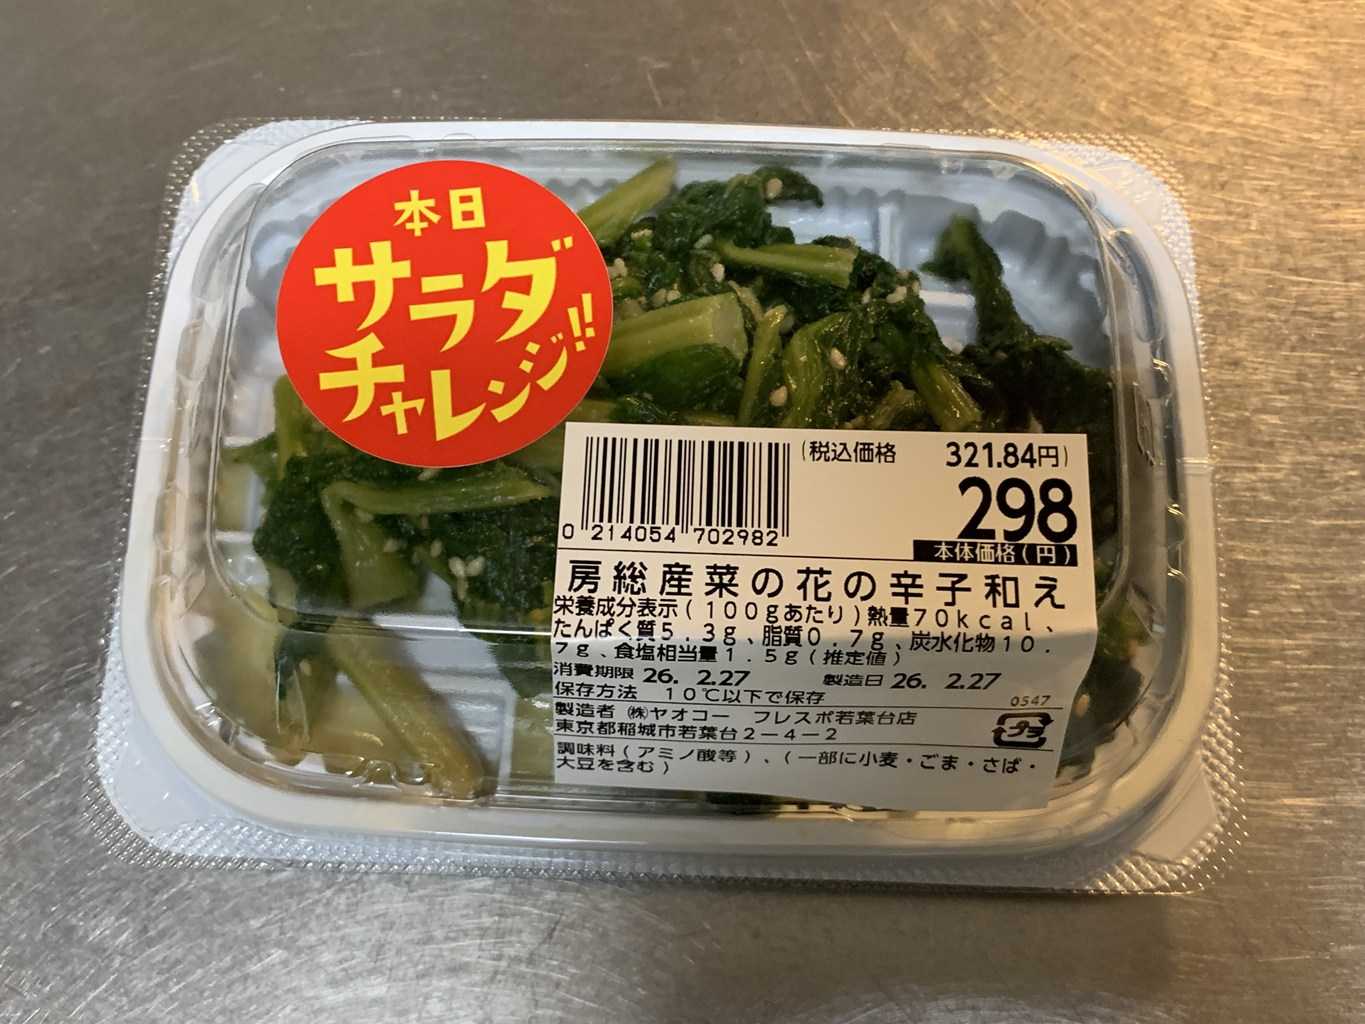 本日
サラダ
チャレンジ!!
(税込価格 321.84円)
298
本体価格(円)
0 214054 702982
房総産菜の花の辛子和え
栄養成分表示(100gあたり)熱量70kcal、
たんぱく質5.3g、脂質0.7g、炭水化物10.
7g、食塩相当量1.5g(推定値)
消費期限 26. 2.27 製造日 26. 2.27
保存方法 10℃以下で保存
0547
製造者 ㈱ヤオコー フレスポ若葉台店
東京都稲城市若葉台2-4-2
プラ
調味料(アミノ酸等)、(一部に小麦・ごま・さば・
大豆を含む)